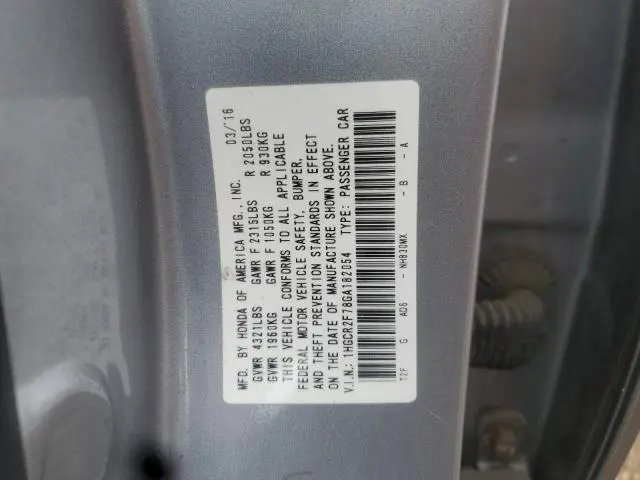 MFD. BY HONDA OF AMERICA MFG., INC. 03/'16
GVWR 4321LBS GAWR F 2315LBS R 2050LBS
GVWR 1960KG GAWR F 1050KG R 930KG
THIS VEHICLE CONFORMS TO ALL APPLICABLE
FEDERAL MOTOR VEHICLE SAFETY, BUMPER,
AND THEFT PREVENTION STANDARDS IN EFFECT
ON THE DATE OF MANUFACTURE SHOWN ABOVE.
V.I.N.: 1HGCR2F78GA182054 TYPE: PASSENGER CAR
T2F G A06 - NH830MX - B - A